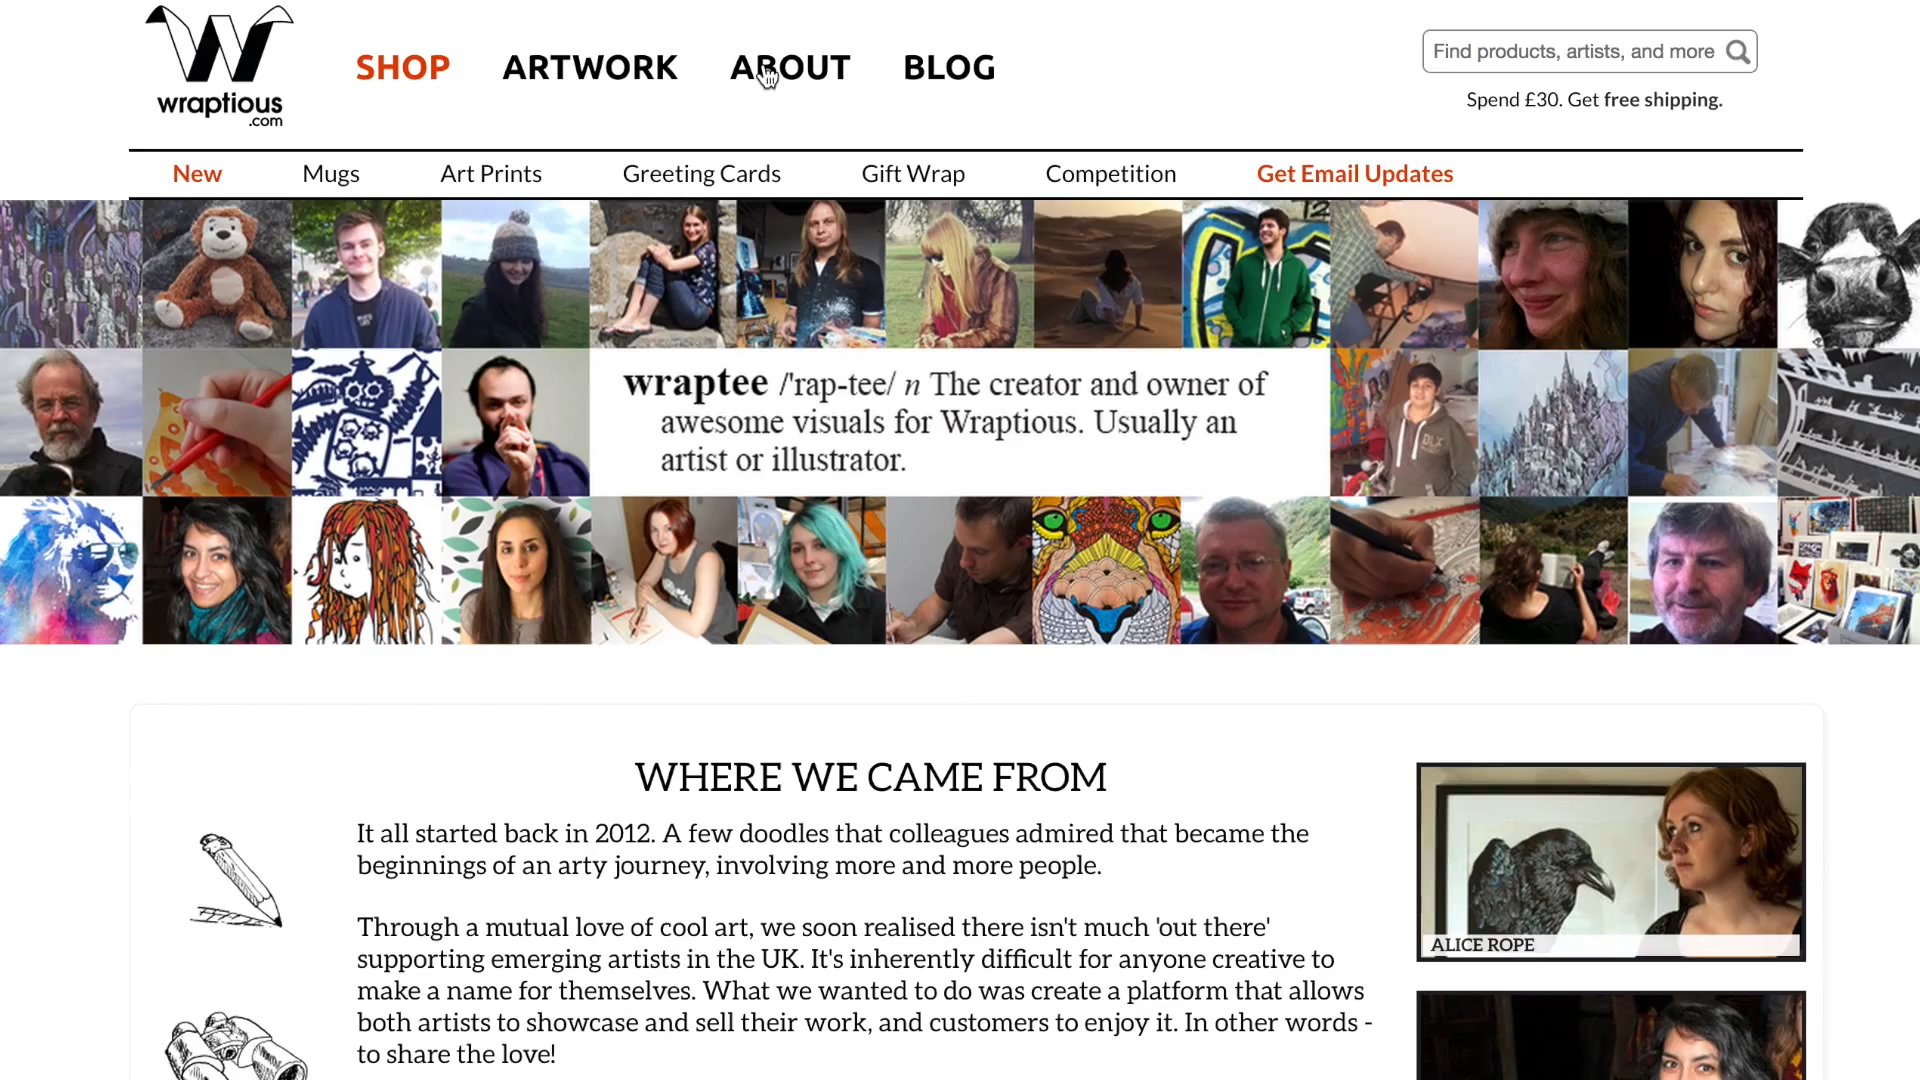 SHOP ARTWORK ABOUT BLOG
Find products, artists, and more
wraptious
.com
Spend £30. Get free shipping.
New Mugs Art Prints Greeting Cards Gift Wrap Competition Get Email Updates
wraptee /'rap-tee/ n The creator and owner of
awesome visuals for Wraptious. Usually an
artist or illustrator.
DLX
WHERE WE CAME FROM
It all started back in 2012. A few doodles that colleagues admired that became the
beginnings of an arty journey, involving more and more people.
Through a mutual love of cool art, we soon realised there isn't much 'out there'
supporting emerging artists in the UK. It's inherently difficult for anyone creative to
make a name for themselves. What we wanted to do was create a platform that allows
both artists to showcase and sell their work, and customers to enjoy it. In other words -
to share the love!
ALICE ROPE